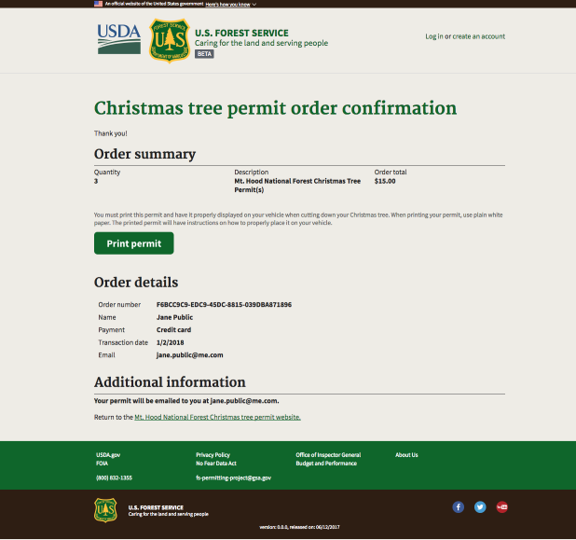 An official website of the United States government Here's how you know
USDA
FOREST SERVICE
U S
DEPARTMENT OF AGRICULTURE
U.S. FOREST SERVICE
Caring for the land and serving people
BETA
Log in or create an account
Christmas tree permit order confirmation
Thank you!
Order summary
Quantity Description Order total
3 Mt. Hood National Forest Christmas Tree $15.00
Permit(s)
You must print this permit and have it properly displayed on your vehicle when cutting down your Christmas tree. When printing your permit, use plain white
paper. The printed permit will have instructions on how to properly place it on your vehicle.
Print permit
Order details
Order number F6BCC9C9-EDC9-45DC-8815-039DBA871896
Name Jane Public
Payment Credit card
Transaction date 1/2/2018
Email jane.public@me.com
Additional information
Your permit will be emailed to you at jane.public@me.com.
Return to the Mt. Hood National Forest Christmas tree permit website.
USDA.gov Privacy Policy Office of Inspector General About Us
FOIA No Fear Data Act Budget and Performance
(800) 832-1355 fs-permitting-project@gsa.gov
U.S. FOREST SERVICE
Caring for the land and serving people
version: 0.0.0, released on: 06/12/2017